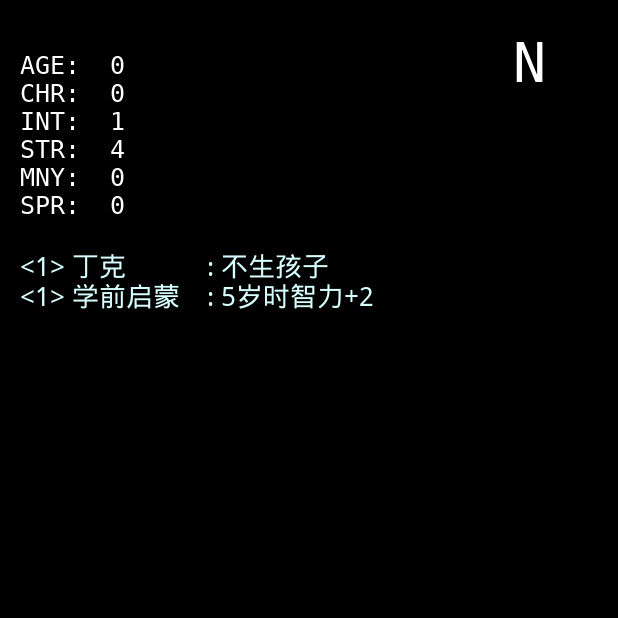 N
AGE: 0
CHR: 0
INT: 1
STR: 4
MNY: 0
SPR: 0
<1> 丁克 : 不生孩子
<1> 学前启蒙 : 5岁时智力+2